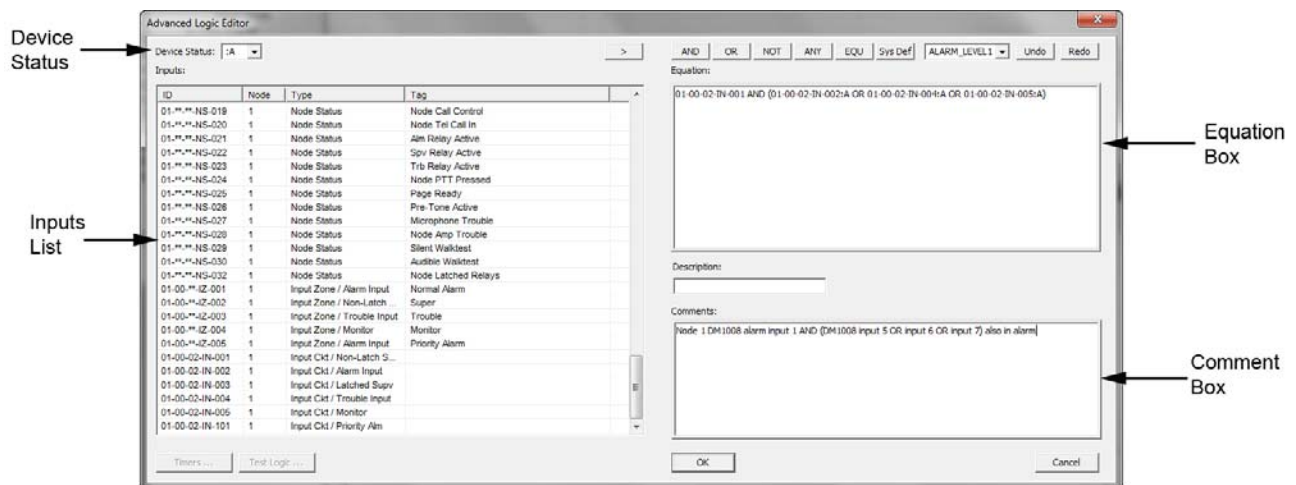 Advanced Logic Editor
x
Device Status
Device Status: :A
>
AND OR NOT ANY EQU Sys Def ALARM_LEVEL1 Undo Redo
Inputs:
Equation:
ID Node Type Tag
01-**-**-NS-019 1 Node Status Node Call Control
01-**-**-NS-020 1 Node Status Node Tel Call In
01-**-**-NS-021 1 Node Status Alm Relay Active
01-**-**-NS-022 1 Node Status Spv Relay Active
01-**-**-NS-023 1 Node Status Trb Relay Active
01-**-**-NS-024 1 Node Status Node PTT Pressed
01-**-**-NS-025 1 Node Status Page Ready
01-**-**-NS-026 1 Node Status Pre-Tone Active
01-**-**-NS-027 1 Node Status Microphone Trouble
01-**-**-NS-028 1 Node Status Node Amp Trouble
01-**-**-NS-029 1 Node Status Silent Walktest
01-**-**-NS-030 1 Node Status Audible Walktest
01-**-**-NS-032 1 Node Status Node Latched Relays
01-00-**-IZ-001 1 Input Zone / Alarm Input Normal Alarm
01-00-**-IZ-002 1 Input Zone / Non-Latch ... Super
01-00-**-IZ-003 1 Input Zone / Trouble Input Trouble
01-00-**-IZ-004 1 Input Zone / Monitor Monitor
01-00-**-IZ-005 1 Input Zone / Alarm Input Priority Alarm
01-00-02-IN-001 1 Input Ckt / Non-Latch S...
01-00-02-IN-002 1 Input Ckt / Alarm Input
01-00-02-IN-003 1 Input Ckt / Latched Supv
01-00-02-IN-004 1 Input Ckt / Trouble Input
01-00-02-IN-005 1 Input Ckt / Monitor
01-00-02-IN-101 1 Input Ckt / Priority Alm
Inputs List
01-00-02-IN-001 AND (01-00-02-IN-002:A OR 01-00-02-IN-004:A OR 01-00-02-IN-005:A)
Equation Box
Description:
Comments:
Node 1 DM1008 alarm input 1 AND (DM1008 input 5 OR input 6 OR input 7) also in alarm
Comment Box
Timers ...
Test Logic ...
OK
Cancel